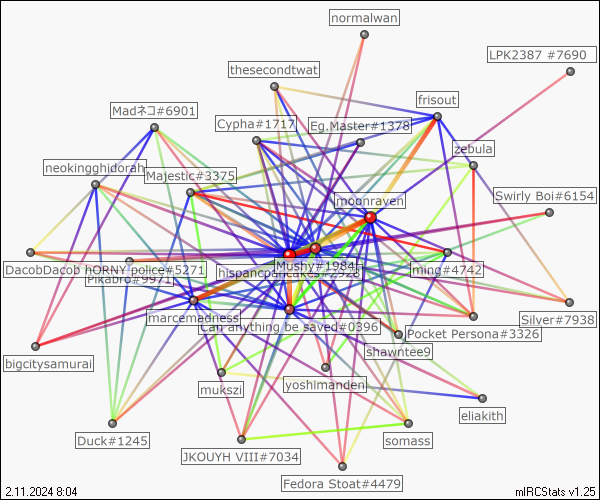 normalwan
LPK2387 #7690
thesecondtwat
frisout
Madネコ#6901
Cypha#1717
Eg.Master#1378
zebula
neokingghidorah
Majestic#3375
moonraven
Swirly Boi#6154
DacobDacob hORNY police#5271
Mushy#1984
ming#4742
Pikabro#9971
hispancpancakes#2928
marcemadness
can anything be saved#0396
Pocket Persona#3326
Silver#7938
shawntee9
bigcitysamurai
mukszi
yoshimanden
eliakith
Duck#1245
somass
JKOUYH VIII#7034
Fedora Stoat#4479
2.11.2024 8:04
mIRCStats v1.25